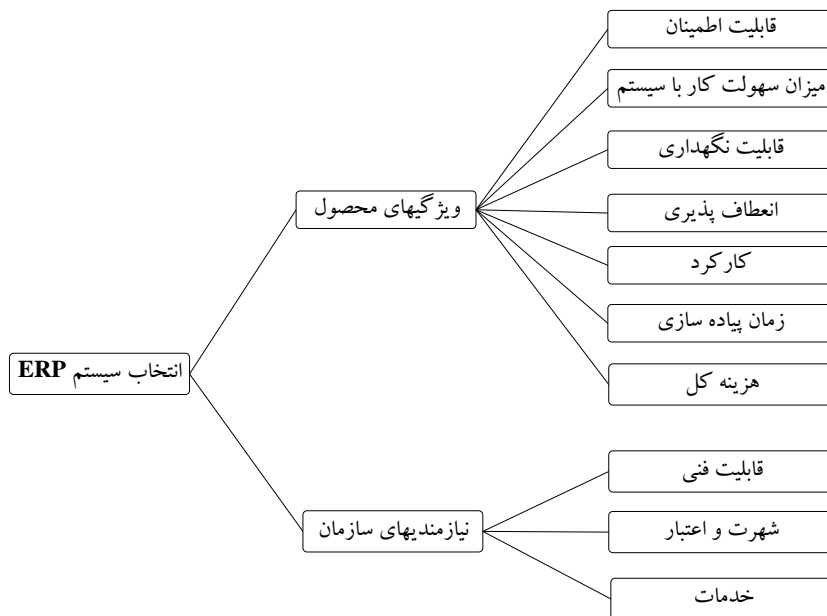 انتخاب سیستم ERP
ویژگیهای محصول
قابلیت اطمینان
میزان سهولت کار با سیستم
قابلیت نگهداری
انعطاف پذیری
کارکرد
زمان پیاده سازی
هزینه کل
نیازمندیهای سازمان
قابلیت فنی
شهرت و اعتبار
خدمات